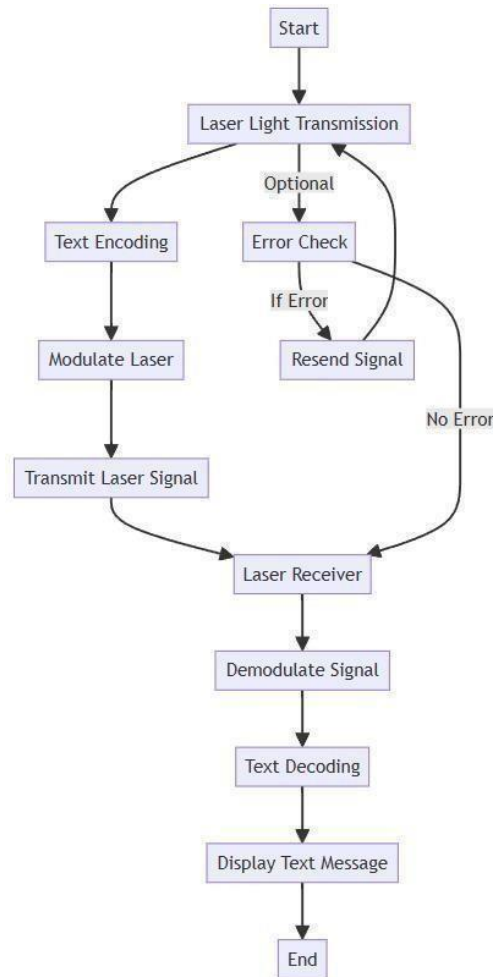 Start
Laser Light Transmission
Optional
Text Encoding
Error Check
If Error
Modulate Laser
Resend Signal
No Error
Transmit Laser Signal
Laser Receiver
Demodulate Signal
Text Decoding
Display Text Message
End